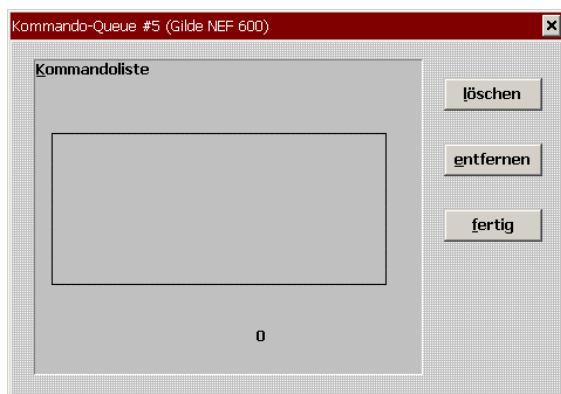 Kommando-Queue #5 (Gilde NEF 600)
Kommandoliste
löschen
entfernen
fertig
0